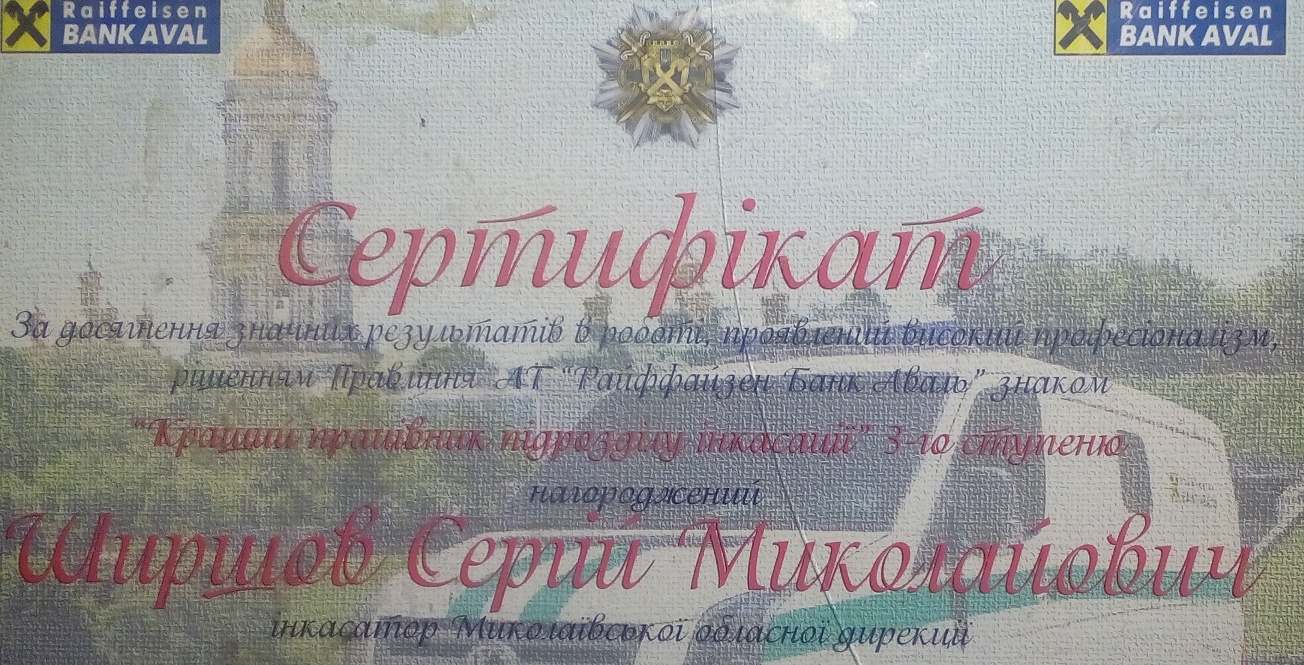 Raiffeisen
BANK AVAL
Raiffeisen
BANK AVAL
Сертифікат
За досягнення значних результатів в роботі, проявлений високий професіоналізм,
рішенням Правління АТ "Райффайзен Банк Аваль" знаком
"Кращий працівник підрозділу інкасації" 3-го ступеню
нагороджений
Ширшов Сергій Миколайович
інкасатор Миколаївської обласної дирекції